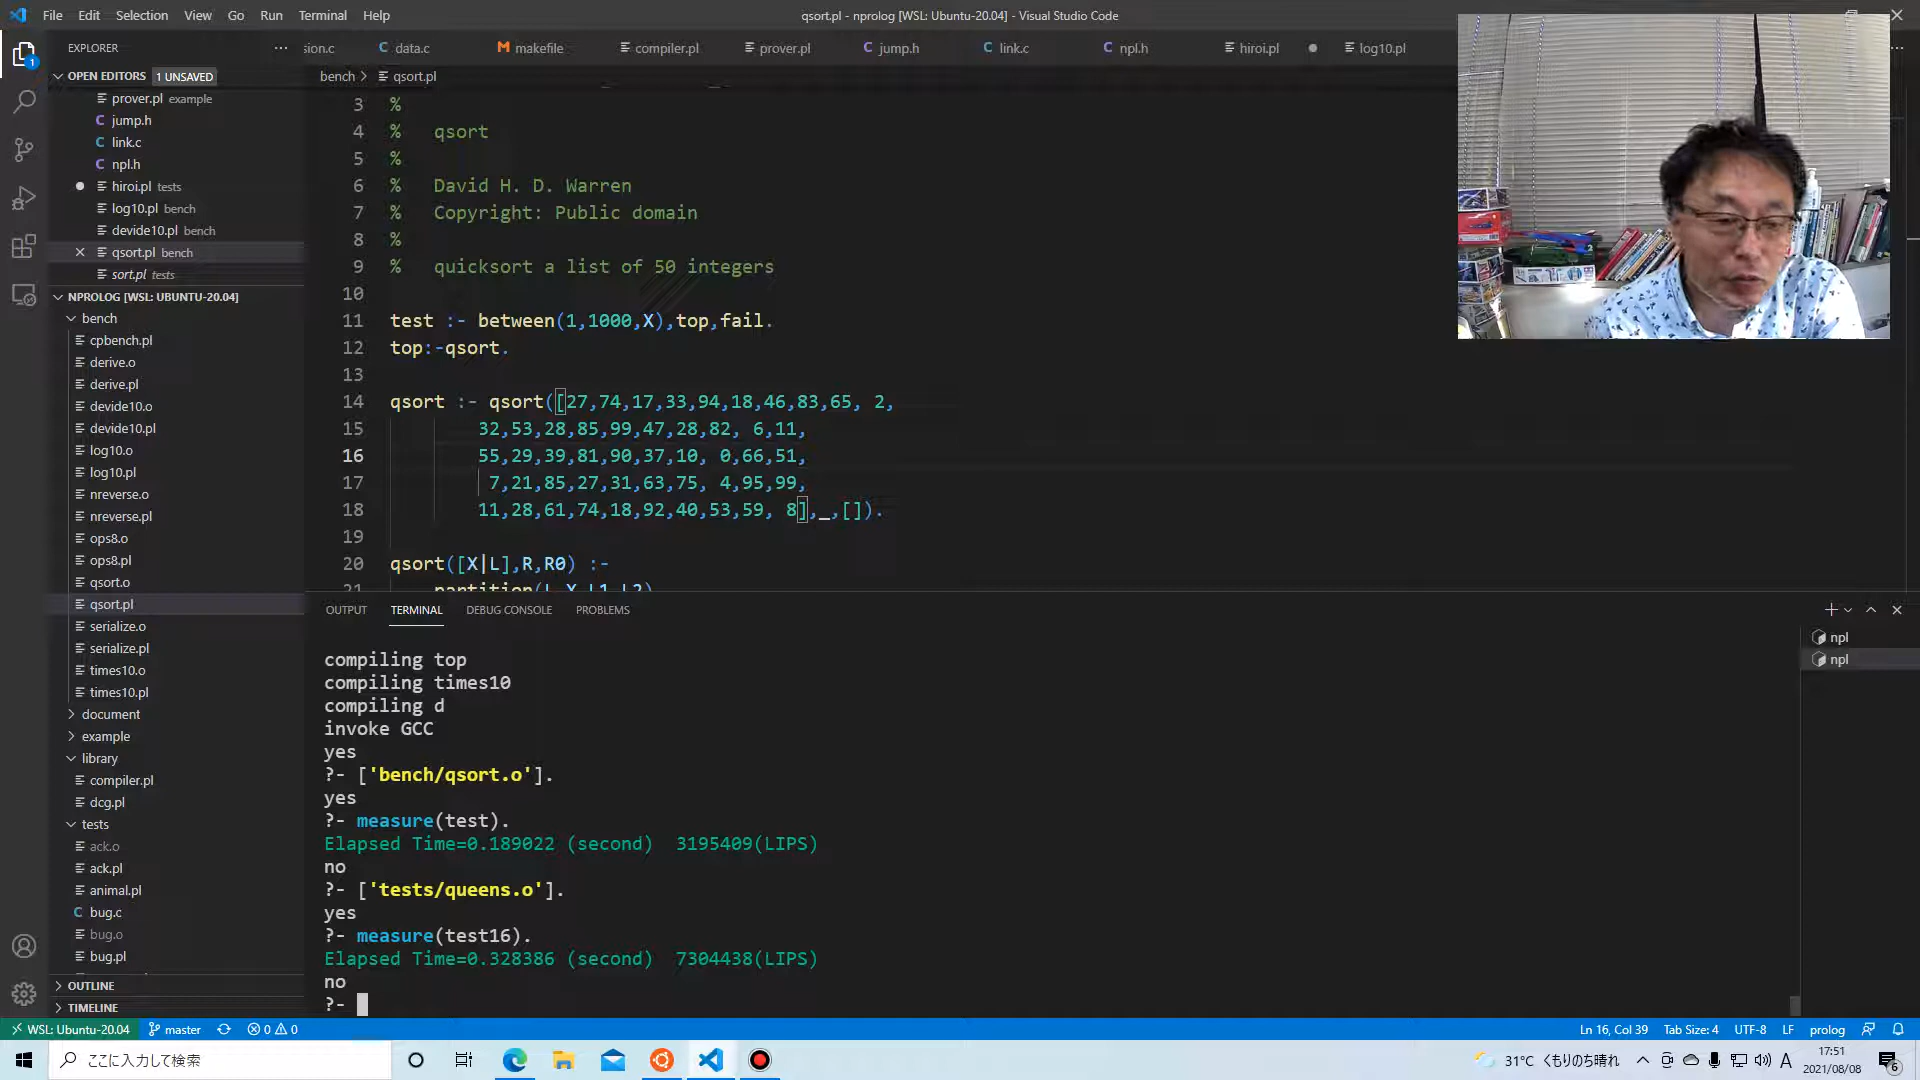 File Edit Selection View Go Run Terminal Help
qsort.pl - nprolog [WSL: Ubuntu-20.04] - Visual Studio Code
EXPLORER
sion.c data.c makefile compiler.pl prover.pl jump.h link.c npl.h hiroi.pl log10.pl
OPEN EDITORS 1 UNSAVED
bench > qsort.pl
prover.pl example
jump.h
link.c
npl.h
hiroi.pl tests
log10.pl bench
devide10.pl bench
qsort.pl bench
sort.pl tests
NPROLOG [WSL: UBUNTU-20.04]
bench
cpbench.pl
derive.o
derive.pl
devide10.o
devide10.pl
log10.o
log10.pl
nreverse.o
nreverse.pl
ops8.o
ops8.pl
qsort.o
qsort.pl
serialize.o
serialize.pl
times10.o
times10.pl
document
example
library
compiler.pl
dcg.pl
tests
ack.o
ack.pl
animal.pl
bug.c
bug.o
bug.pl
OUTLINE
TIMELINE
3 %
4 % qsort
5 %
6 % David H. D. Warren
7 % Copyright: Public domain
8 %
9 % quicksort a list of 50 integers
10
11 test :- between(1,1000,X),top,fail.
12 top:-qsort.
13
14 qsort :- qsort([27,74,17,33,94,18,46,83,65, 2,
15 32,53,28,85,99,47,28,82, 6,11,
16 55,29,39,81,90,37,10, 0,66,51,
17 7,21,85,27,31,63,75, 4,95,99,
18 11,28,61,74,18,92,40,53,59, 8],_,[]).
19
20 qsort([X|L],R,R0) :-
21 partition(L,X,L1,L2)
OUTPUT TERMINAL DEBUG CONSOLE PROBLEMS
npl
npl
compiling top
compiling times10
compiling d
invoke GCC
yes
?- ['bench/qsort.o'].
yes
?- measure(test).
Elapsed Time=0.189022 (second) 3195409(LIPS)
no
?- ['tests/queens.o'].
yes
?- measure(test16).
Elapsed Time=0.328386 (second) 7304438(LIPS)
no
?-
WSL: Ubuntu-20.04 master 0 0 Ln 16, Col 39 Tab Size: 4 UTF-8 LF prolog
ここに入力して検索
31°C くもりのち晴れ A 17:51
2021/08/08
6
1